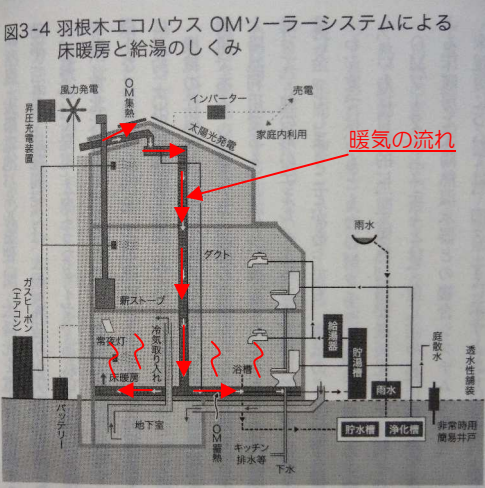 図3-4 羽根木エコハウス OMソーラーシステムによる
床暖房と給湯のしくみ
風力発電
OM集熱
インバーター
売電
昇圧充電装置
太陽光発電
家庭内利用
暖気の流れ
雨水
ダクト
ガスヒーポン
(エアコン)
薪ストーブ
常夜灯
冷気取り入れ
給湯器
貯湯槽
庭散水
透水性舗装
浴槽
床暖房
雨水
バッテリー
地下室
OM蓄熱
キッチン
排水等
下水
貯水槽
浄化槽
非常時用
簡易井戸